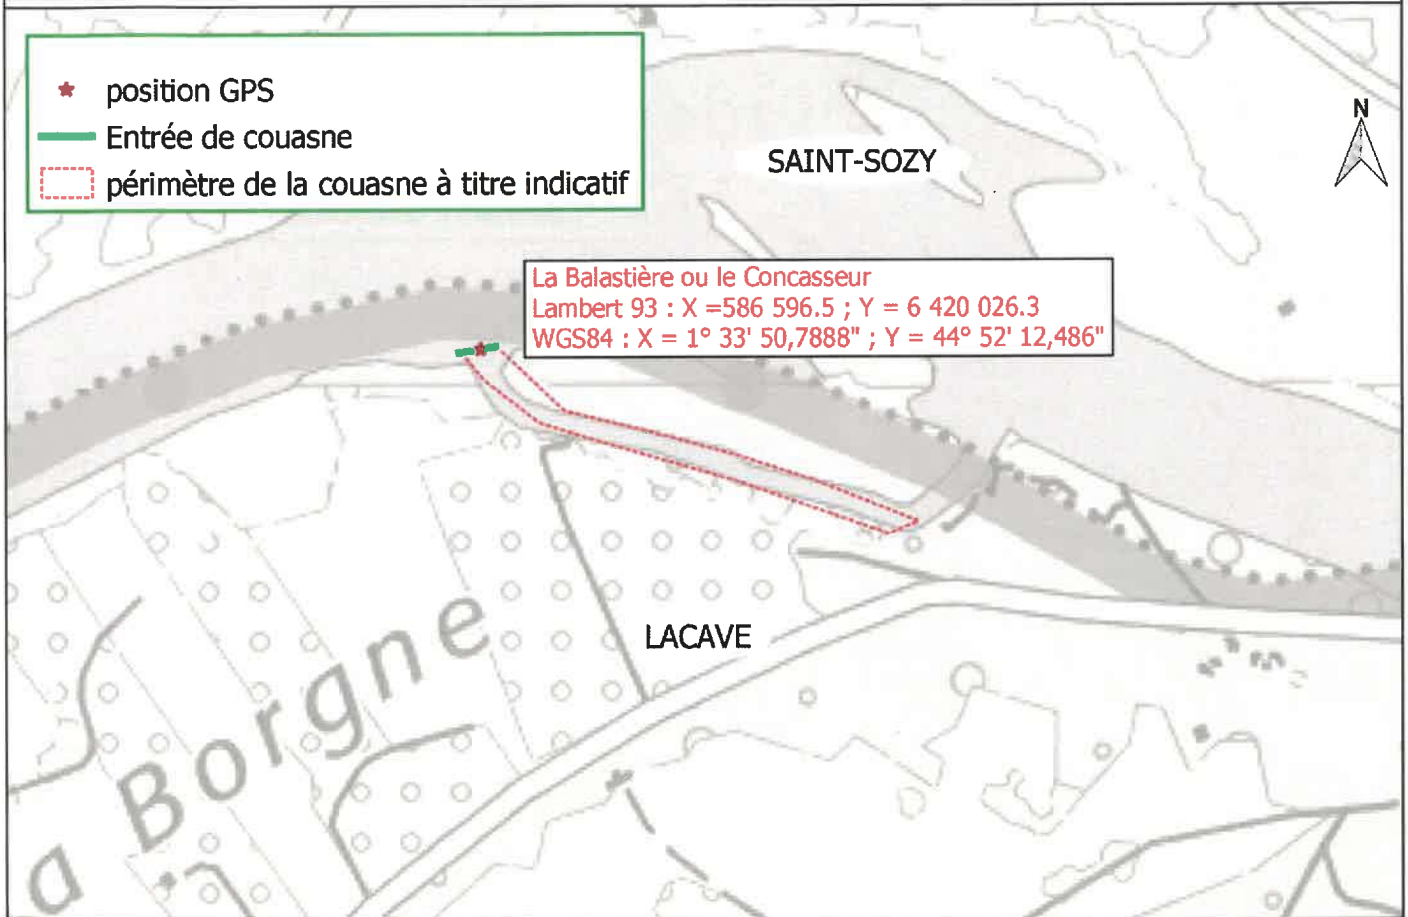 position GPS
Entrée de couasne
périmètre de la couasne à titre indicatif
N
SAINT-SOZY
La Balastière ou le Concasseur
Lambert 93 : X =586 596.5 ; Y = 6 420 026.3
WGS84 : X = 1° 33' 50,7888" ; Y = 44° 52' 12,486"
LACAVE
a Borgne